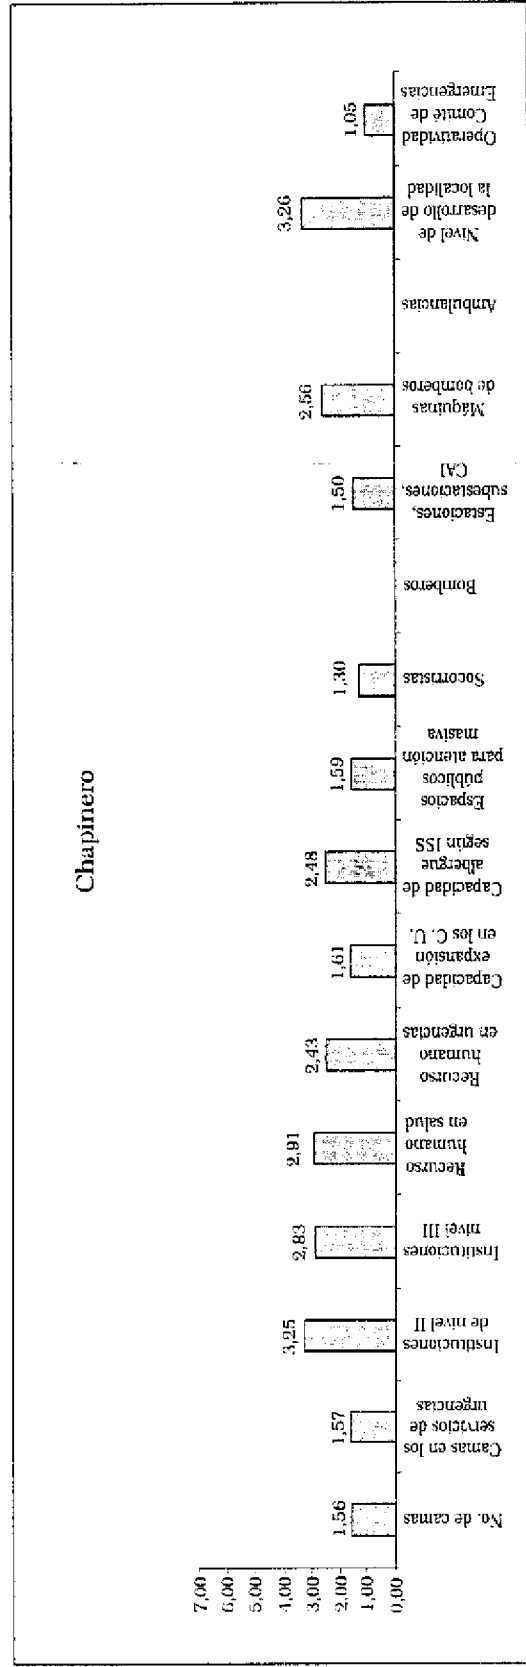 Chapinero
7,00
6,00
5,00
4,00
3,00
2,00
1,00
0,00
1,56
1,57
3,25
2,83
2,91
2,43
1,61
2,48
1,59
1,30
1,50
2,56
3,26
1,05
No. de camas
Camas en los
servicios de
urgencias
Instituciones
de nivel II
Instituciones
nivel III
Recurso
humano
en salud
Recurso
humano
en urgencias
Capacidad de
expansión
en los C. U.
Capacidad de
albergue
según ISS
Espacios
públicos
para atención
masiva
Socorristas
Bomberos
Estaciones,
subestaciones,
CAI
Máquinas
de bomberos
Ambulancias
Nivel de
desarrollo de
la localidad
Operatividad
Comité de
Emergencias